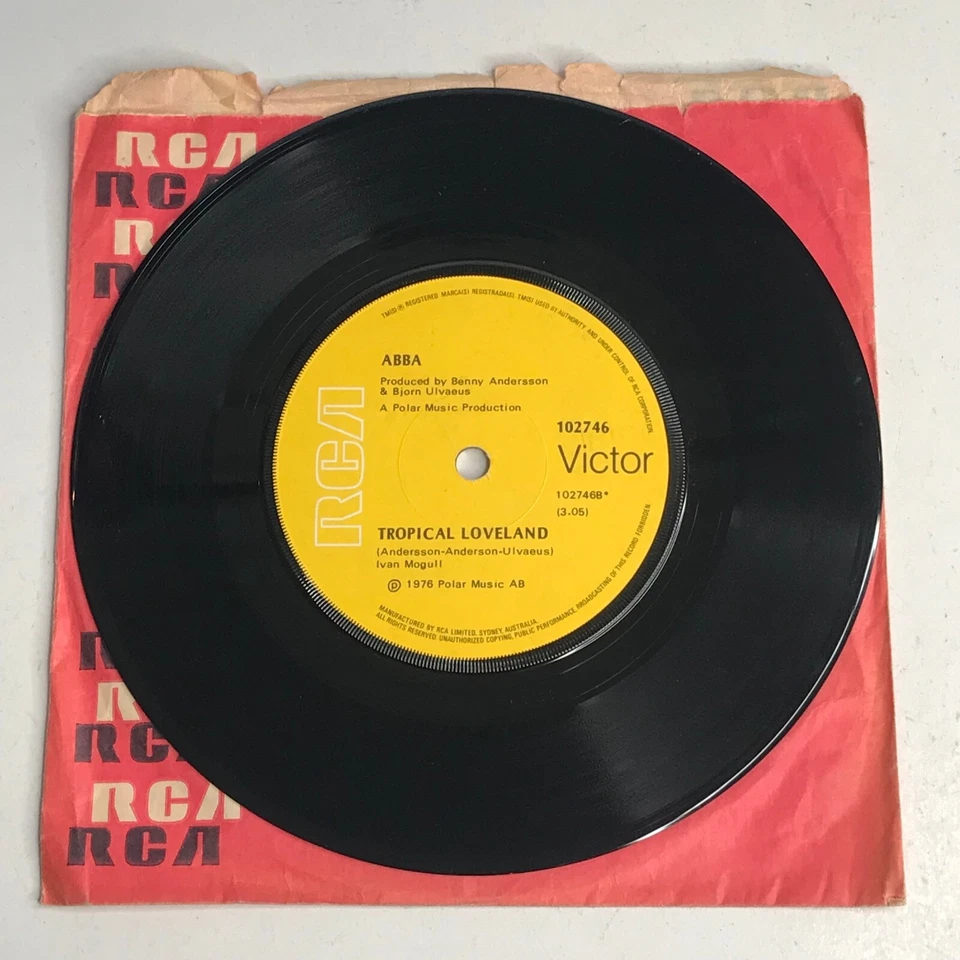 RCA
RCA
R
R
TM(S) ® REGISTERED MARCA(S) REGISTRADA(S). TM(S) USED BY AUTHORITY AND UNDER CONTROL OF RCA CORPORATION.
ABBA
Produced by Benny Andersson
& Bjorn Ulvaeus
A Polar Music Production
RCA
102746
Victor
102746B*
(3.05)
TROPICAL LOVELAND
(Andersson-Anderson-Ulvaeus)
Ivan Mogull
Ⓟ 1976 Polar Music AB
MANUFACTURED BY RCA LIMITED, SYDNEY, AUSTRALIA.
ALL RIGHTS RESERVED. UNAUTHORIZED COPYING, PUBLIC PERFORMANCE, BROADCASTING OF THIS RECORD FORBIDDEN.
R
R
RC
RCA
RCA